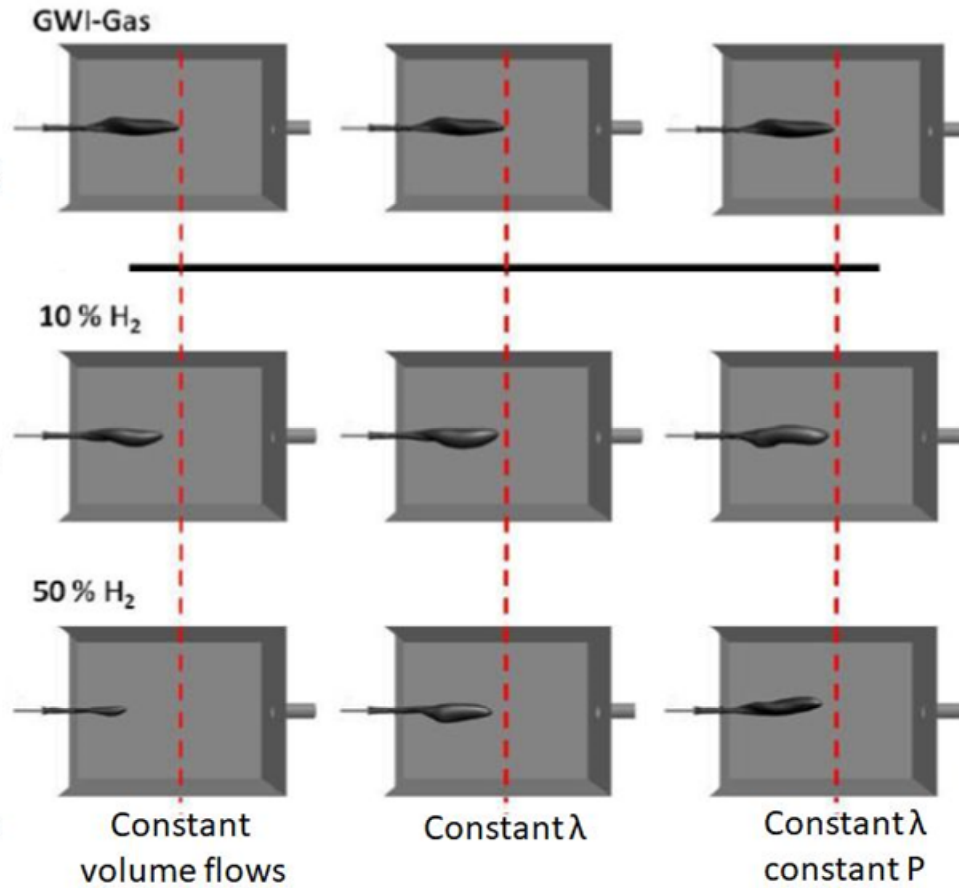 GWI-Gas
10 % H₂
50 % H₂
Constant
volume flows
Constant λ
Constant λ
constant P